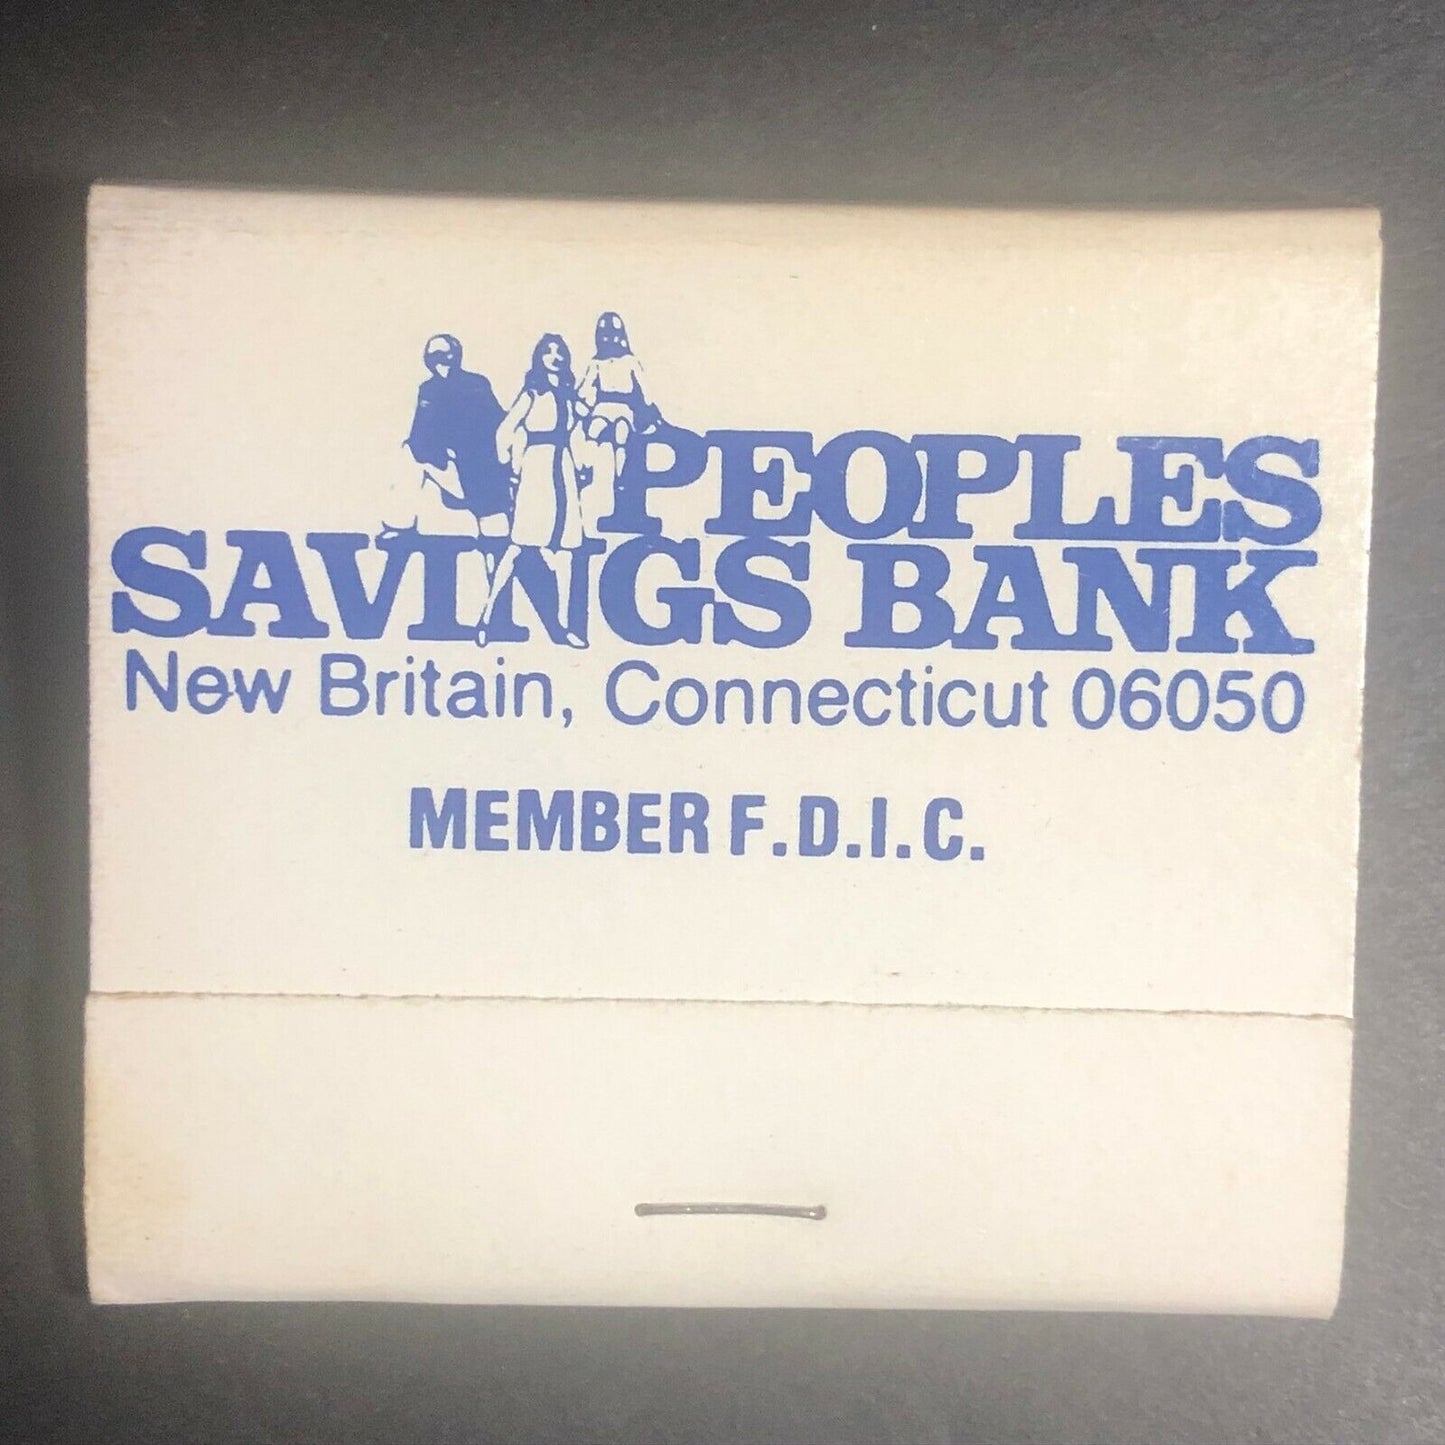 PEOPLES
SAVINGS BANK
New Britain, Connecticut 06050
MEMBER F.D.I.C.